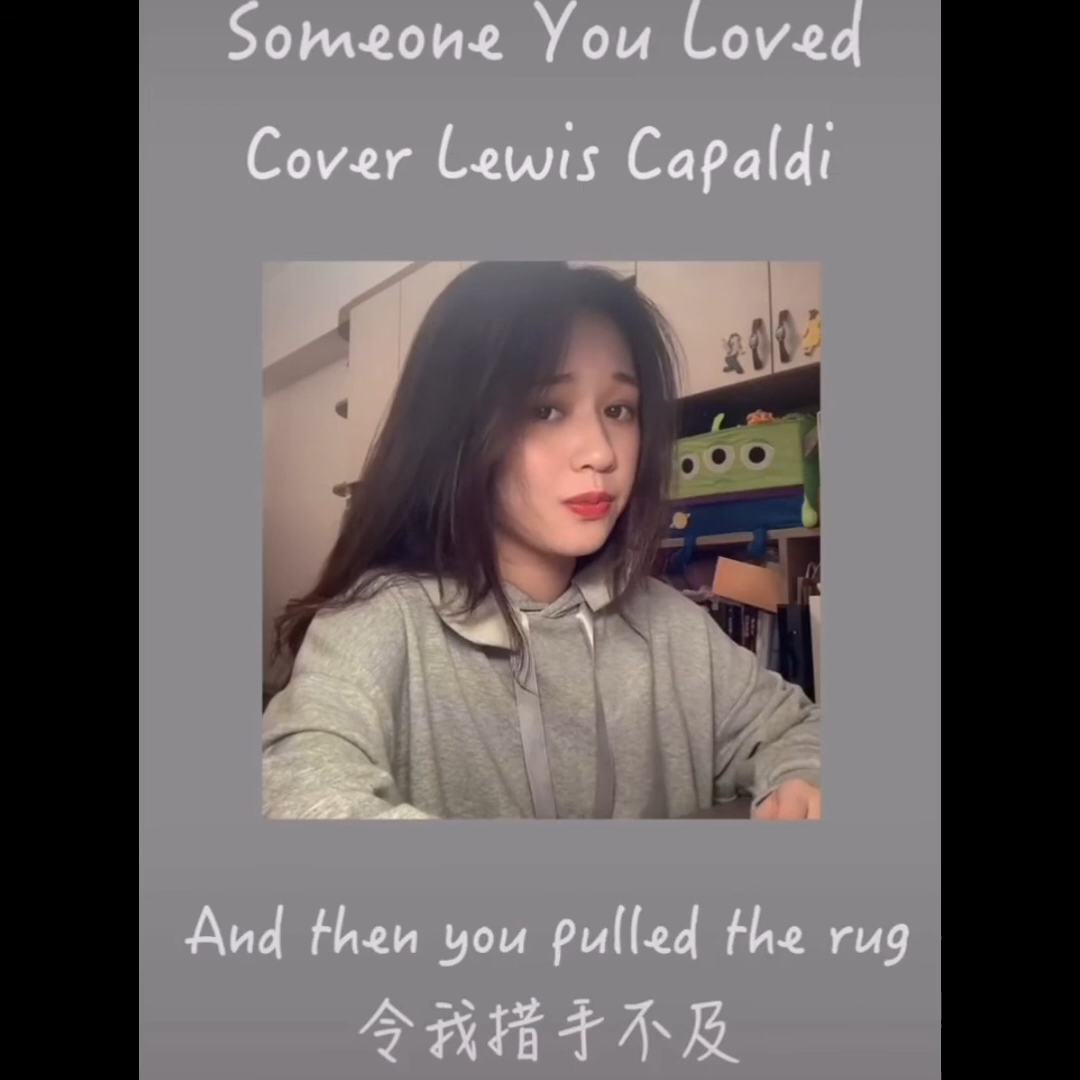 Someone You Loved
Cover Lewis Capaldi
And then you pulled the rug
令我措手不及